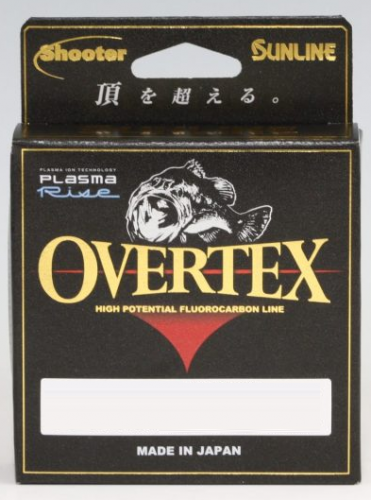 Shooter SUNLINE
頂を超える。
PLASMA ION TECHNOLOGY
PLASMA
Rise
OVERTEX
HIGH POTENTIAL FLUOROCARBON LINE
MADE IN JAPAN